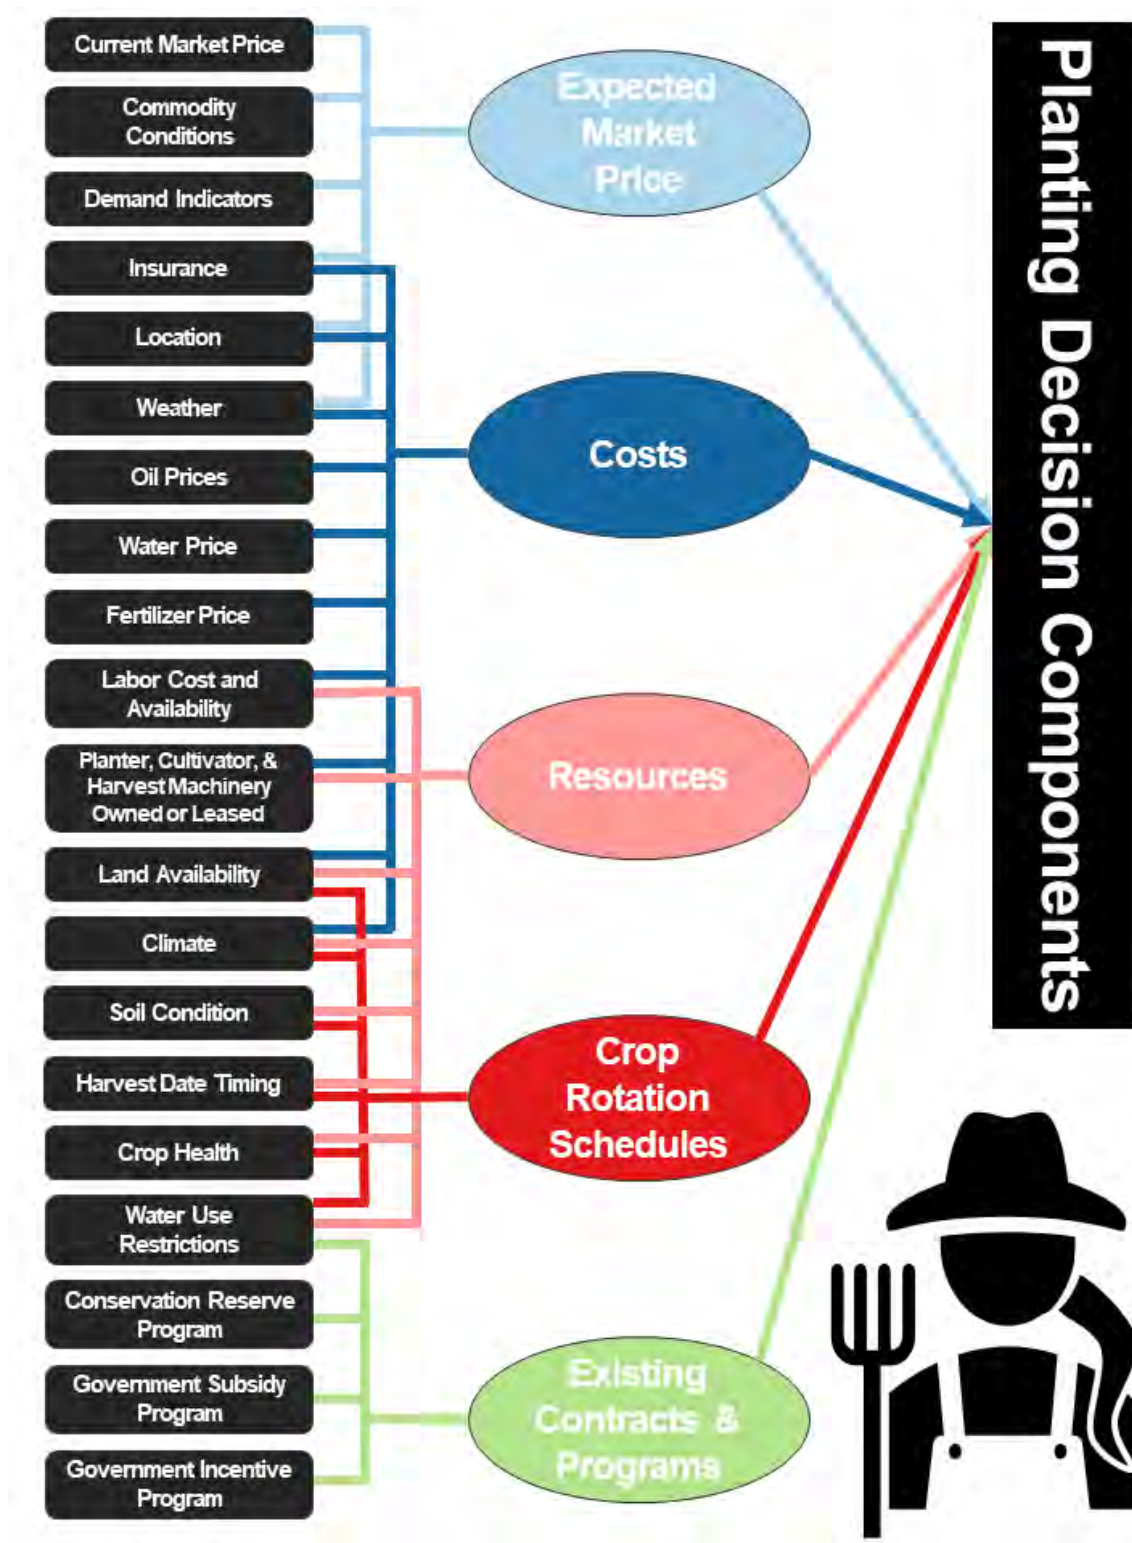 Current Market Price
Commodity
Conditions
Demand Indicators
Insurance
Location
Weather
Oil Prices
Water Price
Fertilizer Price
Labor Cost and
Availability
Planter, Cultivator, &
Harvest Machinery
Owned or Leased
Land Availability
Climate
Soil Condition
Harvest Date Timing
Crop Health
Water Use
Restrictions
Conservation Reserve
Program
Government Subsidy
Program
Government Incentive
Program
Expected
Market
Price
Costs
Resources
Crop
Rotation
Schedules
Existing
Contracts &
Programs
Planting Decision Components